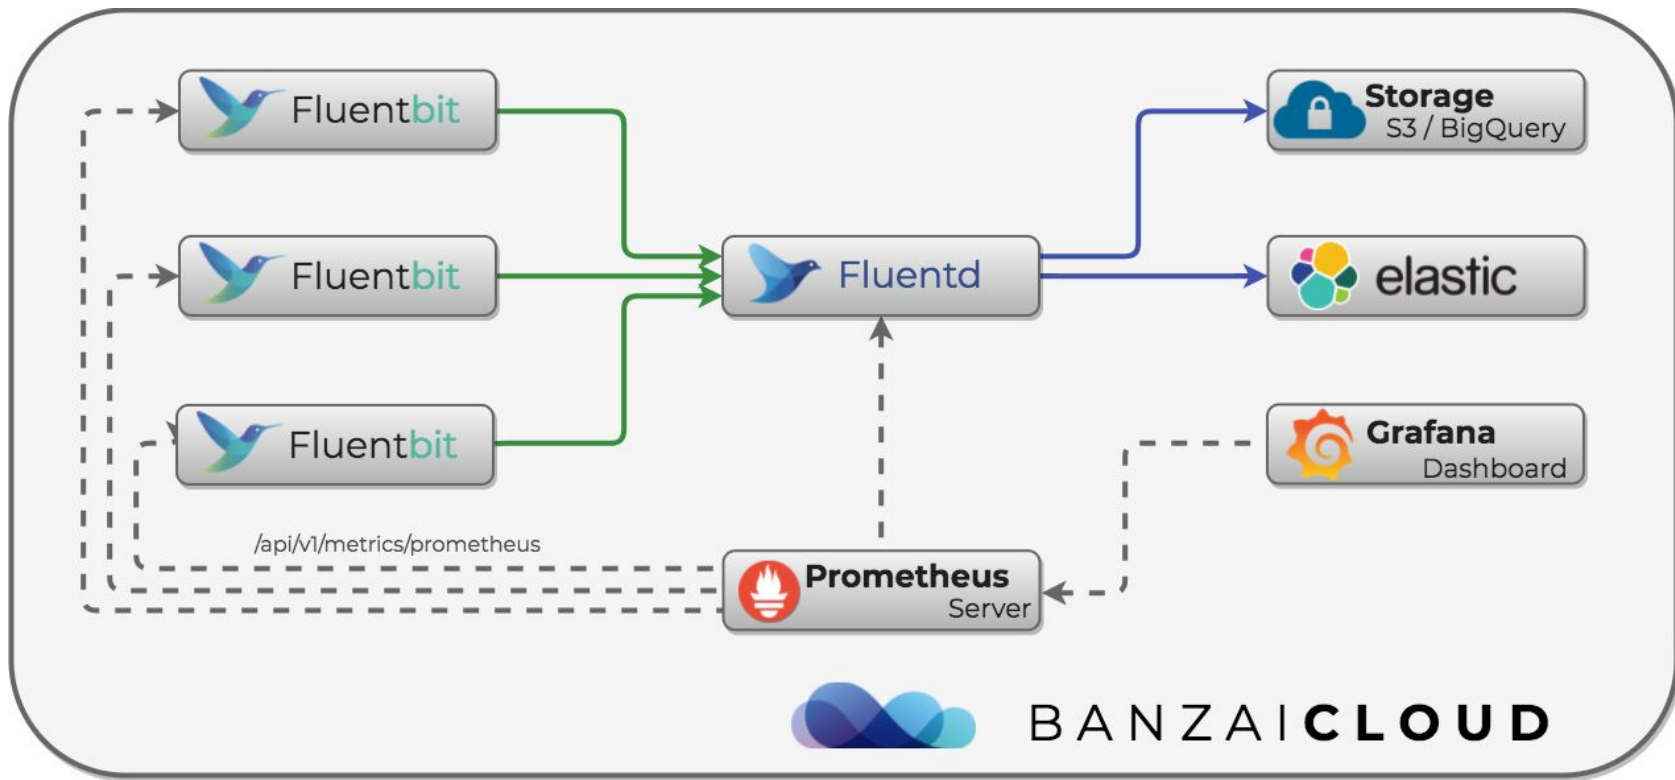 Fluentbit
Storage
S3 / BigQuery
Fluentbit
Fluentd
elastic
Fluentbit
Grafana
Dashboard
/api/v1/metrics/prometheus
Prometheus
Server
BANZAICLOUD